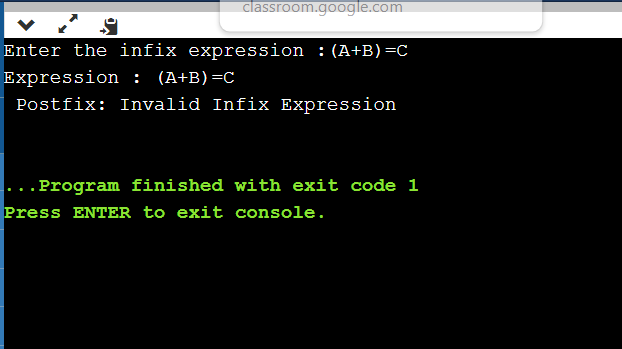 classroom.google.com
Enter the infix expression :(A+B)=C
Expression : (A+B)=C
Postfix: Invalid Infix Expression
...Program finished with exit code 1
Press ENTER to exit console.